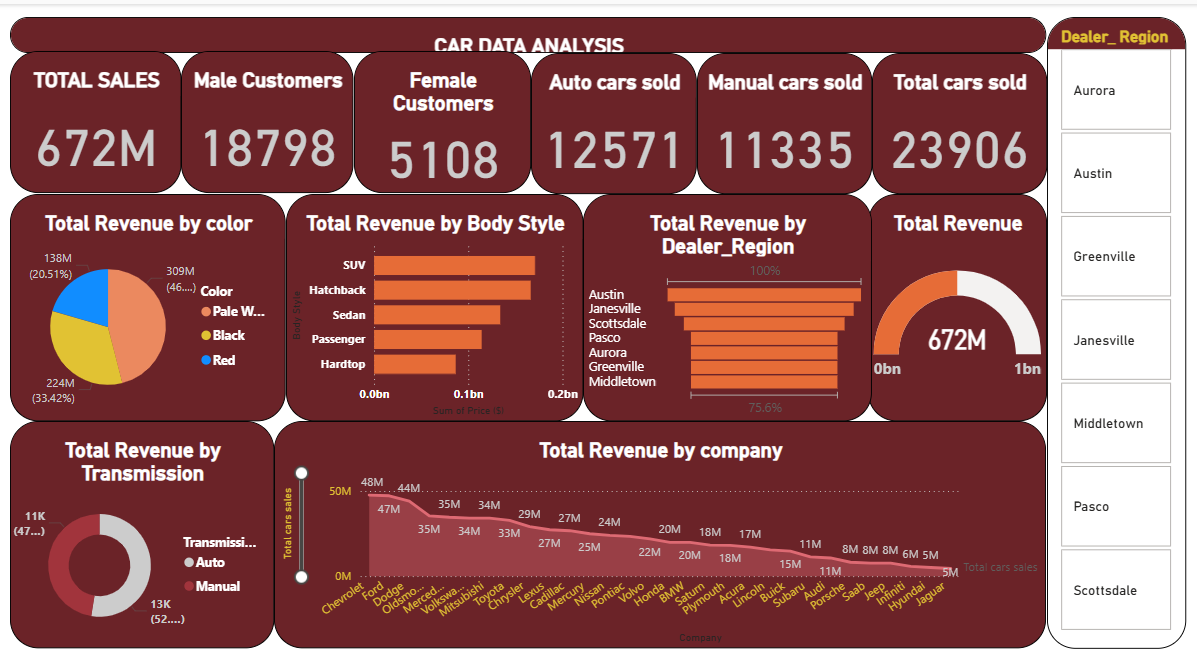 CAR DATA ANALYSIS
Dealer_ Region
TOTAL SALES
672M
Male Customers
18798
Female
Customers
5108
Auto cars sold
12571
Manual cars sold
11335
Total cars sold
23906
Aurora
Austin
Greenville
Janesville
Middletown
Pasco
Scottsdale
Total Revenue by color
138M
(20.51%)
309M
(46....)
224M
(33.42%)
Color
Pale W...
Black
Red
Total Revenue by Body Style
Body Style
SUV
Hatchback
Sedan
Passenger
Hardtop
0.0bn 0.1bn 0.2bn
Sum of Price ($)
Total Revenue by
Dealer_Region
100%
Austin
Janesville
Scottsdale
Pasco
Aurora
Greenville
Middletown
75.6%
Total Revenue
672M
0bn 1bn
Total Revenue by
Transmission
11K
(47...)
13K
(52....)
Transmissi...
Auto
Manual
Total Revenue by company
Total cars sales
50M
0M
48M 47M 44M 35M 35M 34M 34M 33M 29M 27M 27M 25M 24M 22M 20M 20M 18M 18M 17M 15M 11M 11M 8M 8M 8M 6M 5M 5M
Total cars sales
Chevrolet Ford Dodge Oldsmo... Merced... Volkswa... Mitsubishi Toyota Chrysler Lexus Cadillac Mercury Nissan Pontiac Volvo Honda BMW Saturn Plymouth Acura Lincoln Buick Subaru Audi Porsche Saab Jeep Infiniti Hyundai Jaguar
Company